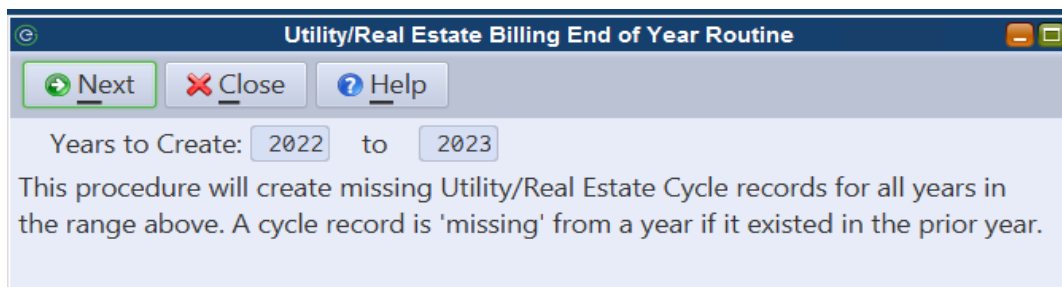 Utility/Real Estate Billing End of Year Routine
Next Close Help
Years to Create: 2022 to 2023
This procedure will create missing Utility/Real Estate Cycle records for all years in
the range above. A cycle record is 'missing' from a year if it existed in the prior year.